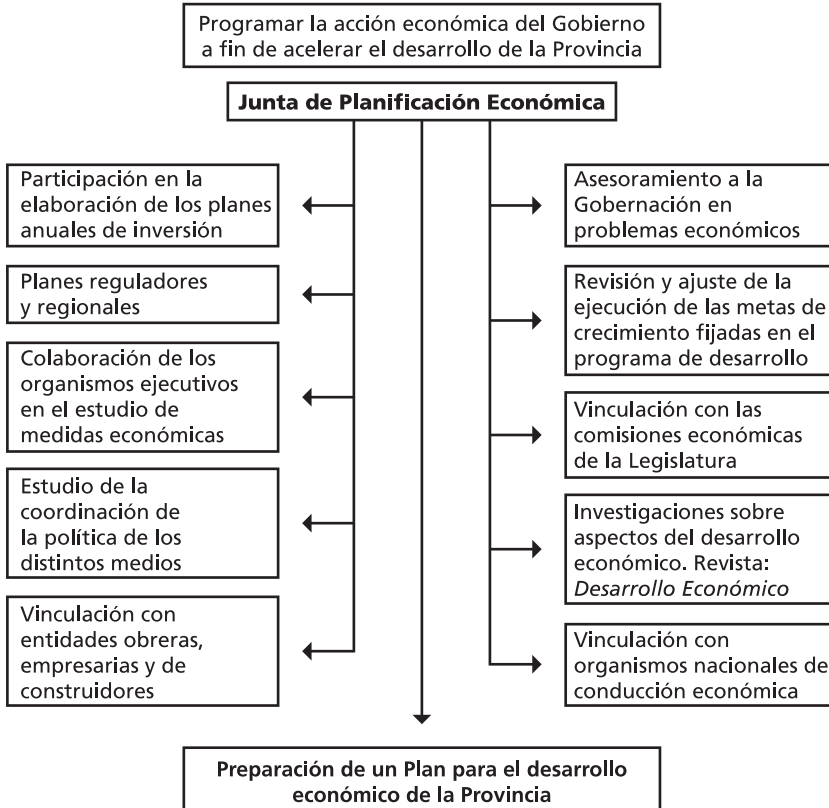 Programar la acción económica del Gobierno
a fin de acelerar el desarrollo de la Provincia
Junta de Planificación Económica
Participación en la
elaboración de los planes
anuales de inversión
Planes reguladores
y regionales
Colaboración de los
organismos ejecutivos
en el estudio de
medidas económicas
Estudio de la
coordinación de
la política de los
distintos medios
Vinculación con
entidades obreras,
empresarias y de
construidores
Asesoramiento a la
Gobernación en
problemas económicos
Revisión y ajuste de la
ejecución de las metas de
crecimiento fijadas en el
programa de desarrollo
Vinculación con las
comisiones económicas
de la Legislatura
Investigaciones sobre
aspectos del desarrollo
económico. Revista:
Desarrollo Económico
Vinculación con
organismos nacionales de
conducción económica
Preparación de un Plan para el desarrollo
económico de la Provincia